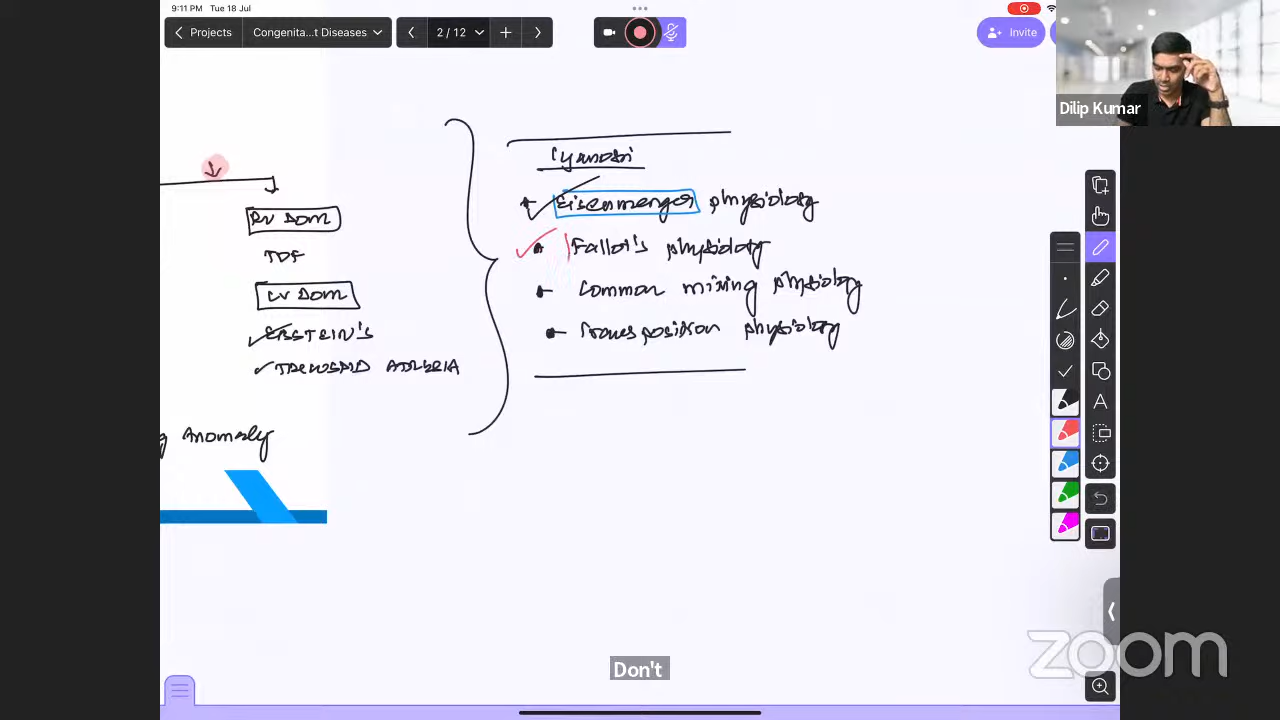 9:11 PM Tue 18 Jul
Projects
Congenita...t Diseases
2 / 12
Invite
Dilip Kumar
Cyanosis
Eisenmenger physiology
Fallot's physiology
Common mixing physiology
Transposition physiology
RV DOM
TOF
LV DOM
EBSTEIN'S
TRICUSPID ATRESIA
g Anomaly
A
Don't
zoom